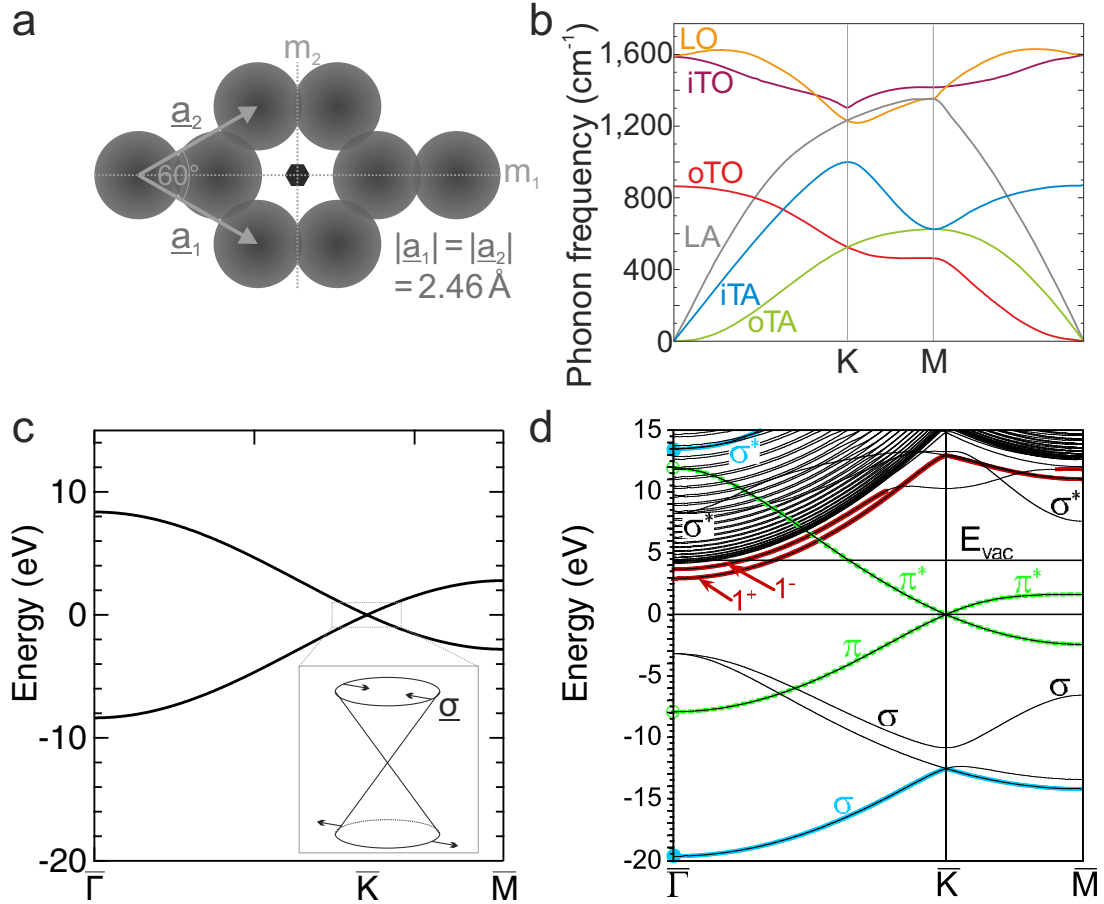 a
m2
a2
60°
m1
a1
|a1| = |a2|
= 2.46 Å
b
Phonon frequency (cm-1)
1,600
1,200
800
400
0
LO
iTO
oTO
LA
iTA
oTA
K
M
c
Energy (eV)
10
0
-10
-20
σ
Γ̅
K̅
M̅
d
Energy (eV)
15
10
5
0
-5
-10
-15
-20
σ*
σ*
σ*
Evac
1+
1-
π*
π*
π
σ
σ
σ
Γ̅
K̅
M̅